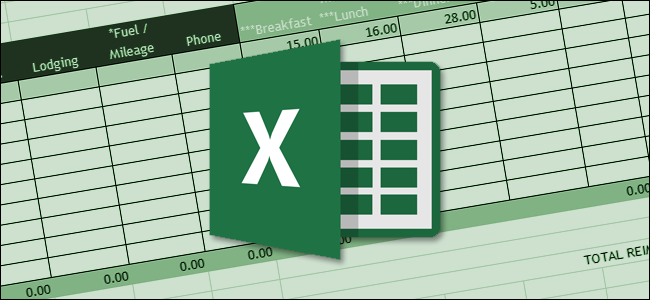 *Fuel /
Lodging Mileage Phone ***Breakfast ***Lunch
15.00 16.00 28.00 5.00
X
0.00
0.00 0.00 0.00 0.00
TOTAL REI